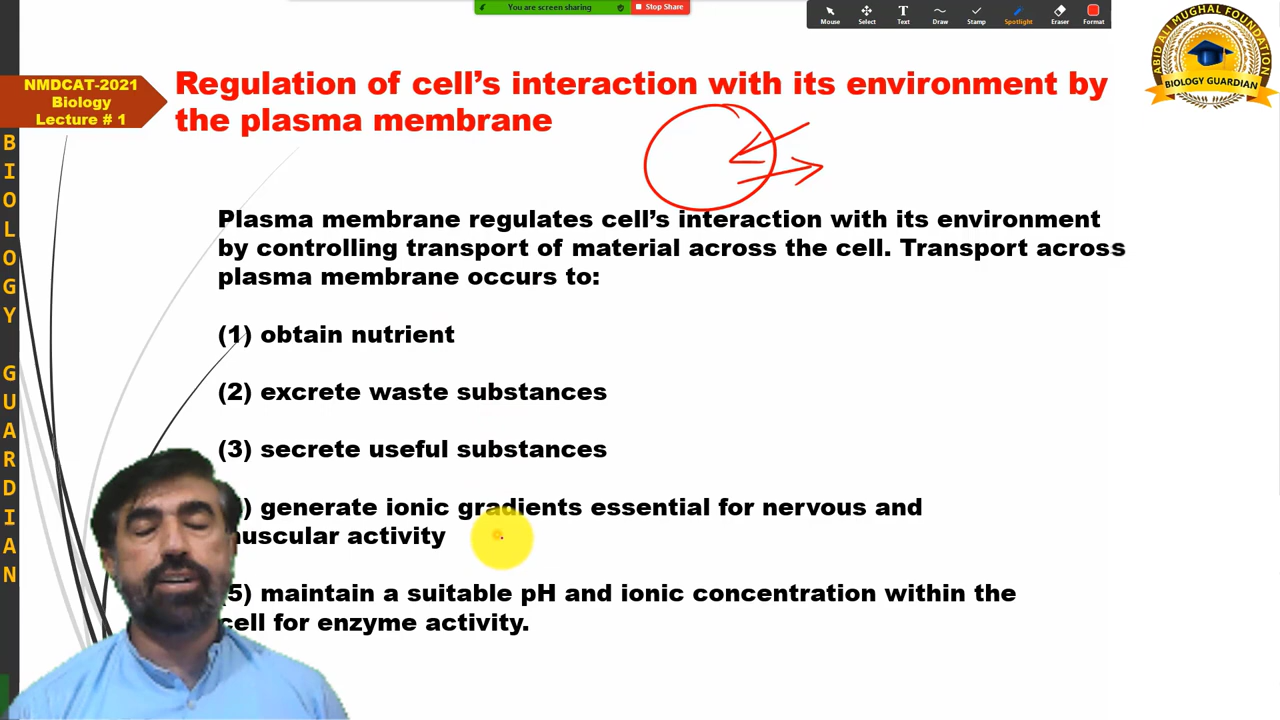 You are screen sharing
Stop Share
Mouse
Select
Text
Draw
Stamp
Spotlight
Eraser
Format
ABID ALI MUGHAL FOUNDATION
BIOLOGY GUARDIAN
NMDCAT-2021
Biology
Lecture # 1
Regulation of cell's interaction with its environment by
the plasma membrane
BIOLOGY GUARDIAN
Plasma membrane regulates cell's interaction with its environment
by controlling transport of material across the cell. Transport across
plasma membrane occurs to:
(1) obtain nutrient
(2) excrete waste substances
(3) secrete useful substances
) generate ionic gradients essential for nervous and
uscular activity
5) maintain a suitable pH and ionic concentration within the
cell for enzyme activity.